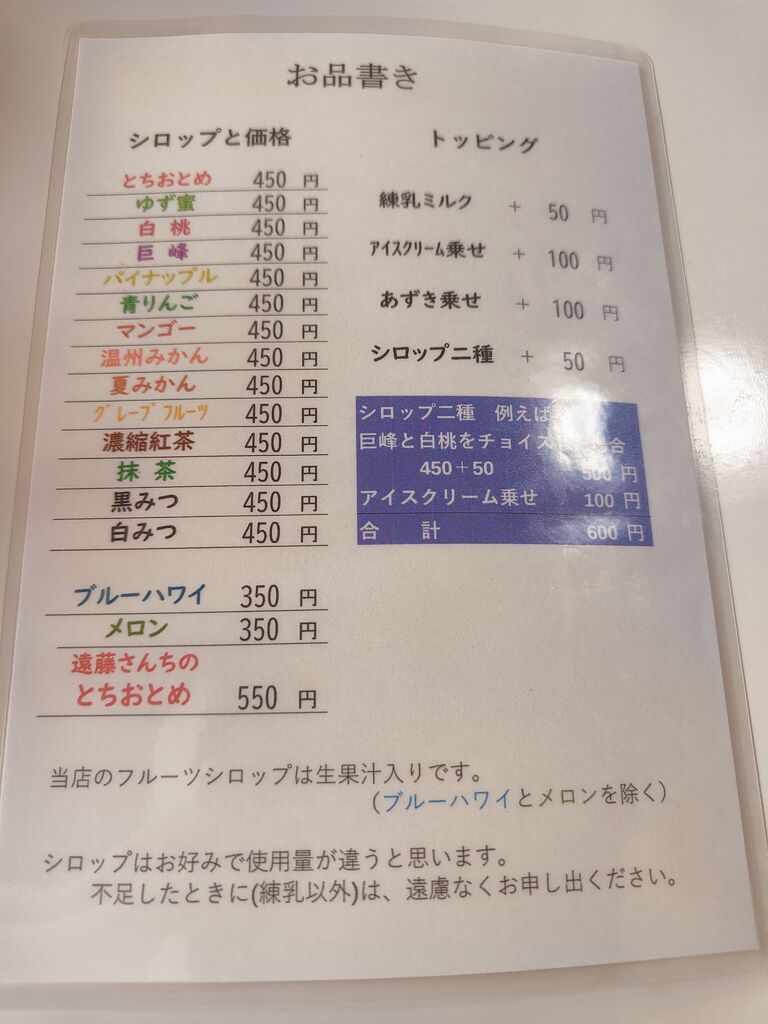 お品書き
シロップと価格
とちおとめ 450 円
ゆず蜜 450 円
白 桃 450 円
巨 峰 450 円
パイナップル 450 円
青りんご 450 円
マンゴー 450 円
温州みかん 450 円
夏みかん 450 円
グレープフルーツ 450 円
濃縮紅茶 450 円
抹 茶 450 円
黒みつ 450 円
白みつ 450 円
ブルーハワイ 350 円
メロン 350 円
遠藤さんちの
とちおとめ 550 円
トッピング
練乳ミルク + 50 円
アイスクリーム乗せ + 100 円
あずき乗せ + 100 円
シロップ二種 + 50 円
シロップ二種 例えば
巨峰と白桃をチョイス 合
450+50 500 円
アイスクリーム乗せ 100 円
合 計 600 円
当店のフルーツシロップは生果汁入りです。
(ブルーハワイとメロンを除く)
シロップはお好みで使用量が違うと思います。
不足したときに(練乳以外)は、遠慮なくお申し出ください。